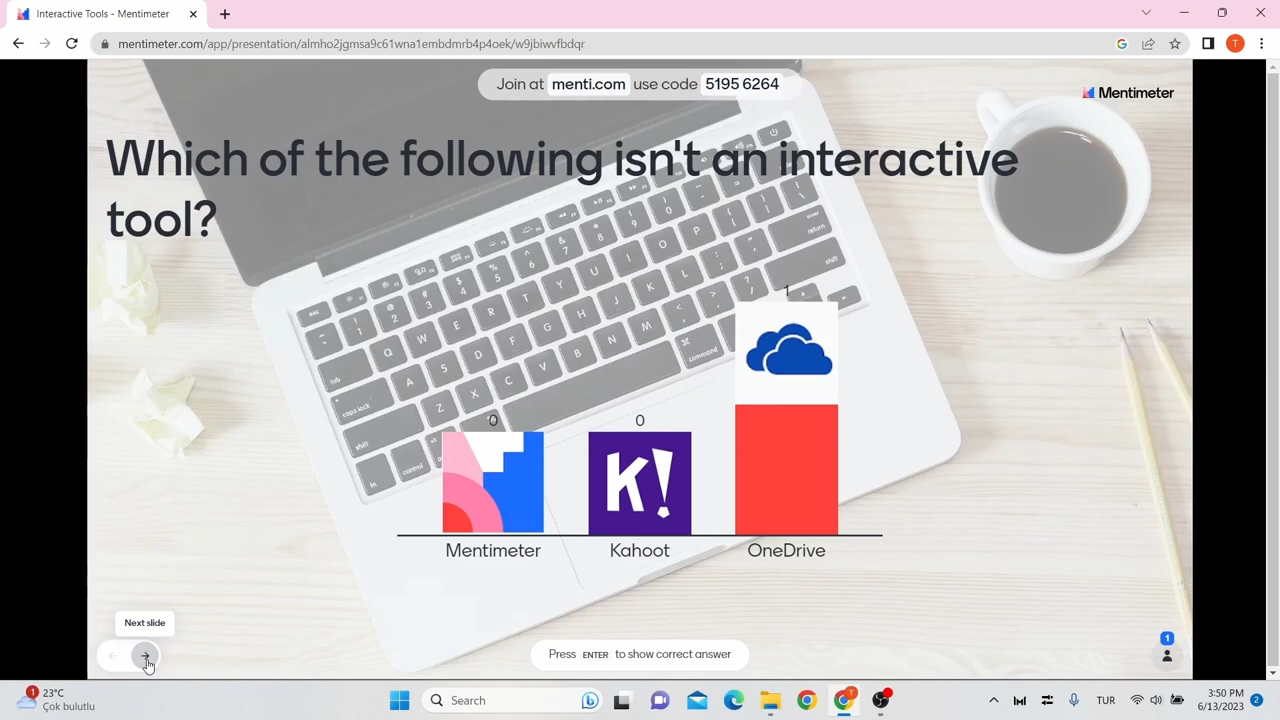 Interactive Tools - Mentimeter
mentimeter.com/app/presentation/almho2jgmsa9c61wna1embdmrb4p4oek/w9jbiwvfbdqr
T
Join at menti.com use code 5195 6264
Mentimeter
Which of the following isn't an interactive
tool?
1
0
0
K!
Mentimeter
Kahoot
OneDrive
Next slide
Press ENTER to show correct answer
1
1
23°C
Çok bulutlu
Search
TUR
3:50 PM
6/13/2023
2